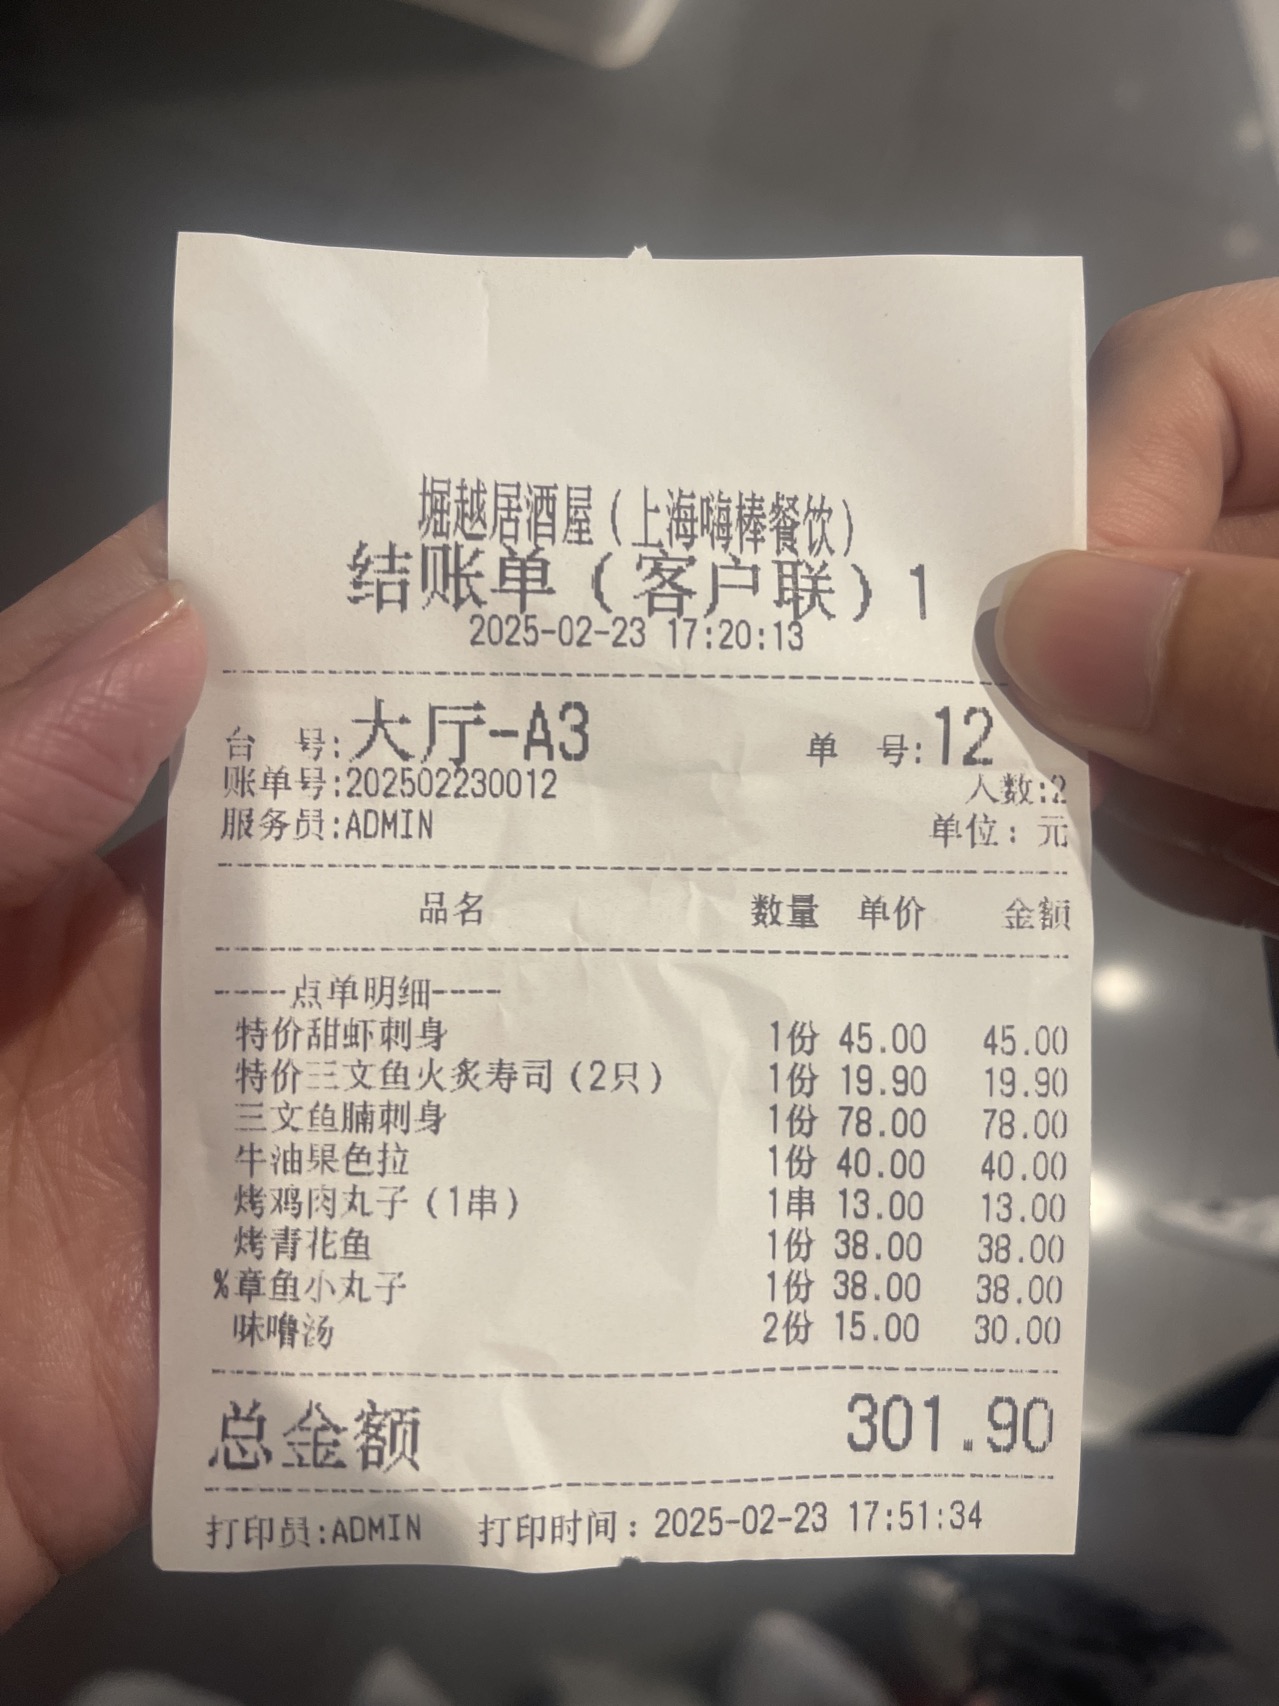 堀越居酒屋(上海嗨棒餐饮)
结账单(客户联)1
2025-02-23 17:20:13
台 号:大厅-A3 单 号:12
账单号:202502230012 人数:2
服务员:ADMIN 单位: 元
品名 数量 单价 金额
----点单明细----
特价甜虾刺身 1份 45.00 45.00
特价三文鱼火炙寿司(2只) 1份 19.90 19.90
三文鱼腩刺身 1份 78.00 78.00
牛油果色拉 1份 40.00 40.00
烤鸡肉丸子(1串) 1串 13.00 13.00
烤青花鱼 1份 38.00 38.00
%章鱼小丸子 1份 38.00 38.00
味噜汤 2份 15.00 30.00
总金额 301.90
打印员:ADMIN 打印时间: 2025-02-23 17:51:34